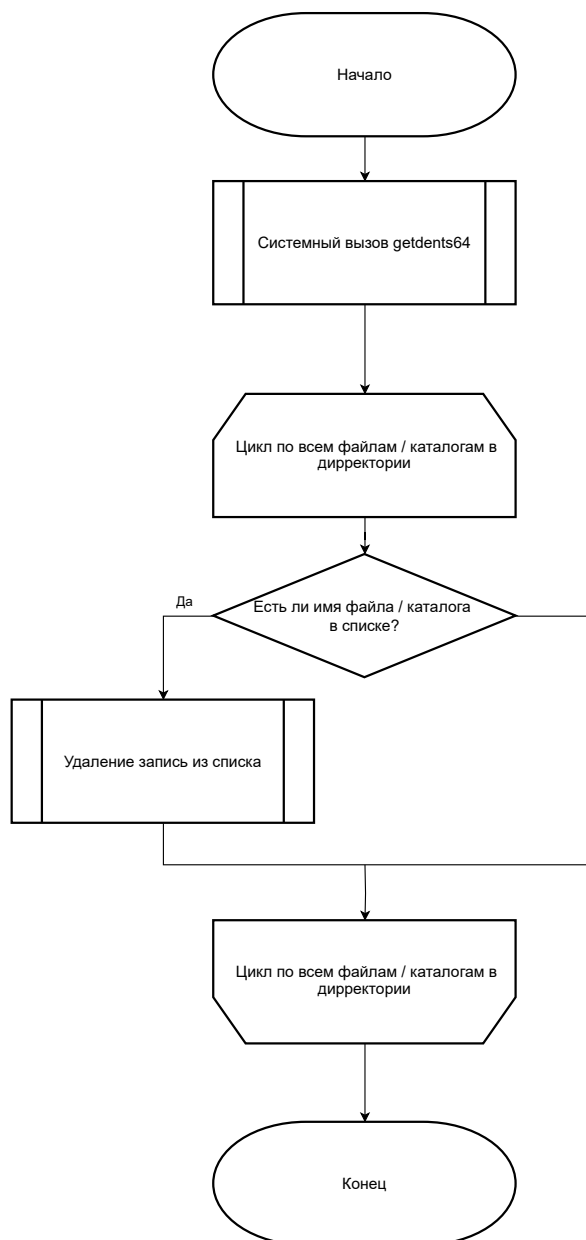 Начало
Системный вызов getdents64
Цикл по всем файлам / каталогам в
дирректории
Есть ли имя файла / каталога
в списке?
Да
Удаление запись из списка
Цикл по всем файлам / каталогам в
дирректории
Конец